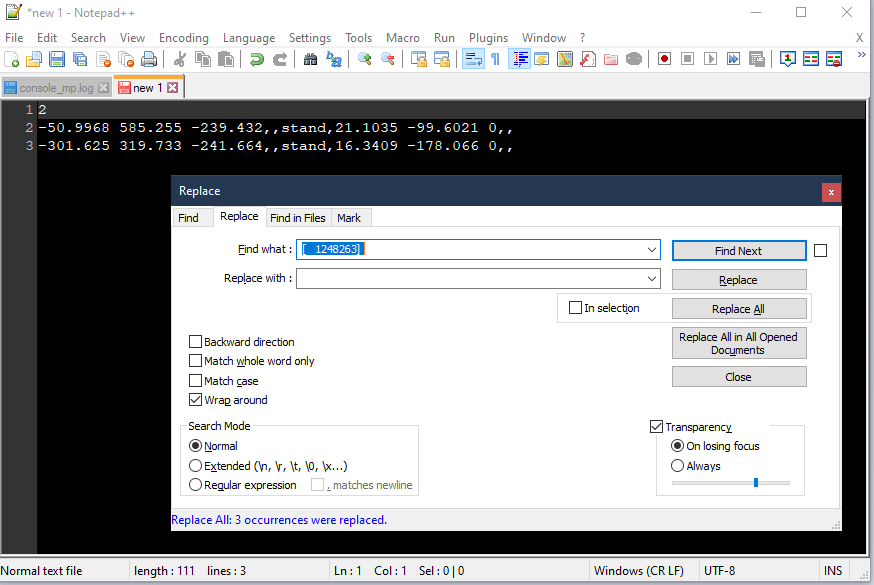 *new 1 - Notepad++
File Edit Search View Encoding Language Settings Tools Macro Run Plugins Window ? X
console_mp.log new 1
1 2
2 -50.9968 585.255 -239.432,,stand,21.1035 -99.6021 0,,
3 -301.625 319.733 -241.664,,stand,16.3409 -178.066 0,,
Replace
Find Replace Find in Files Mark
Find what : [ 1248263] Find Next
Replace with : Replace
In selection Replace All
Replace All in All Opened
Documents
Close
Backward direction
Match whole word only
Match case
Wrap around
Search Mode
Normal
Extended (\n, \r, \t, \0, \x...)
Regular expression . matches newline
Transparency
On losing focus
Always
Replace All: 3 occurrences were replaced.
Normal text file length : 111 lines : 3 Ln : 1 Col : 1 Sel : 0 | 0 Windows (CR LF) UTF-8 INS